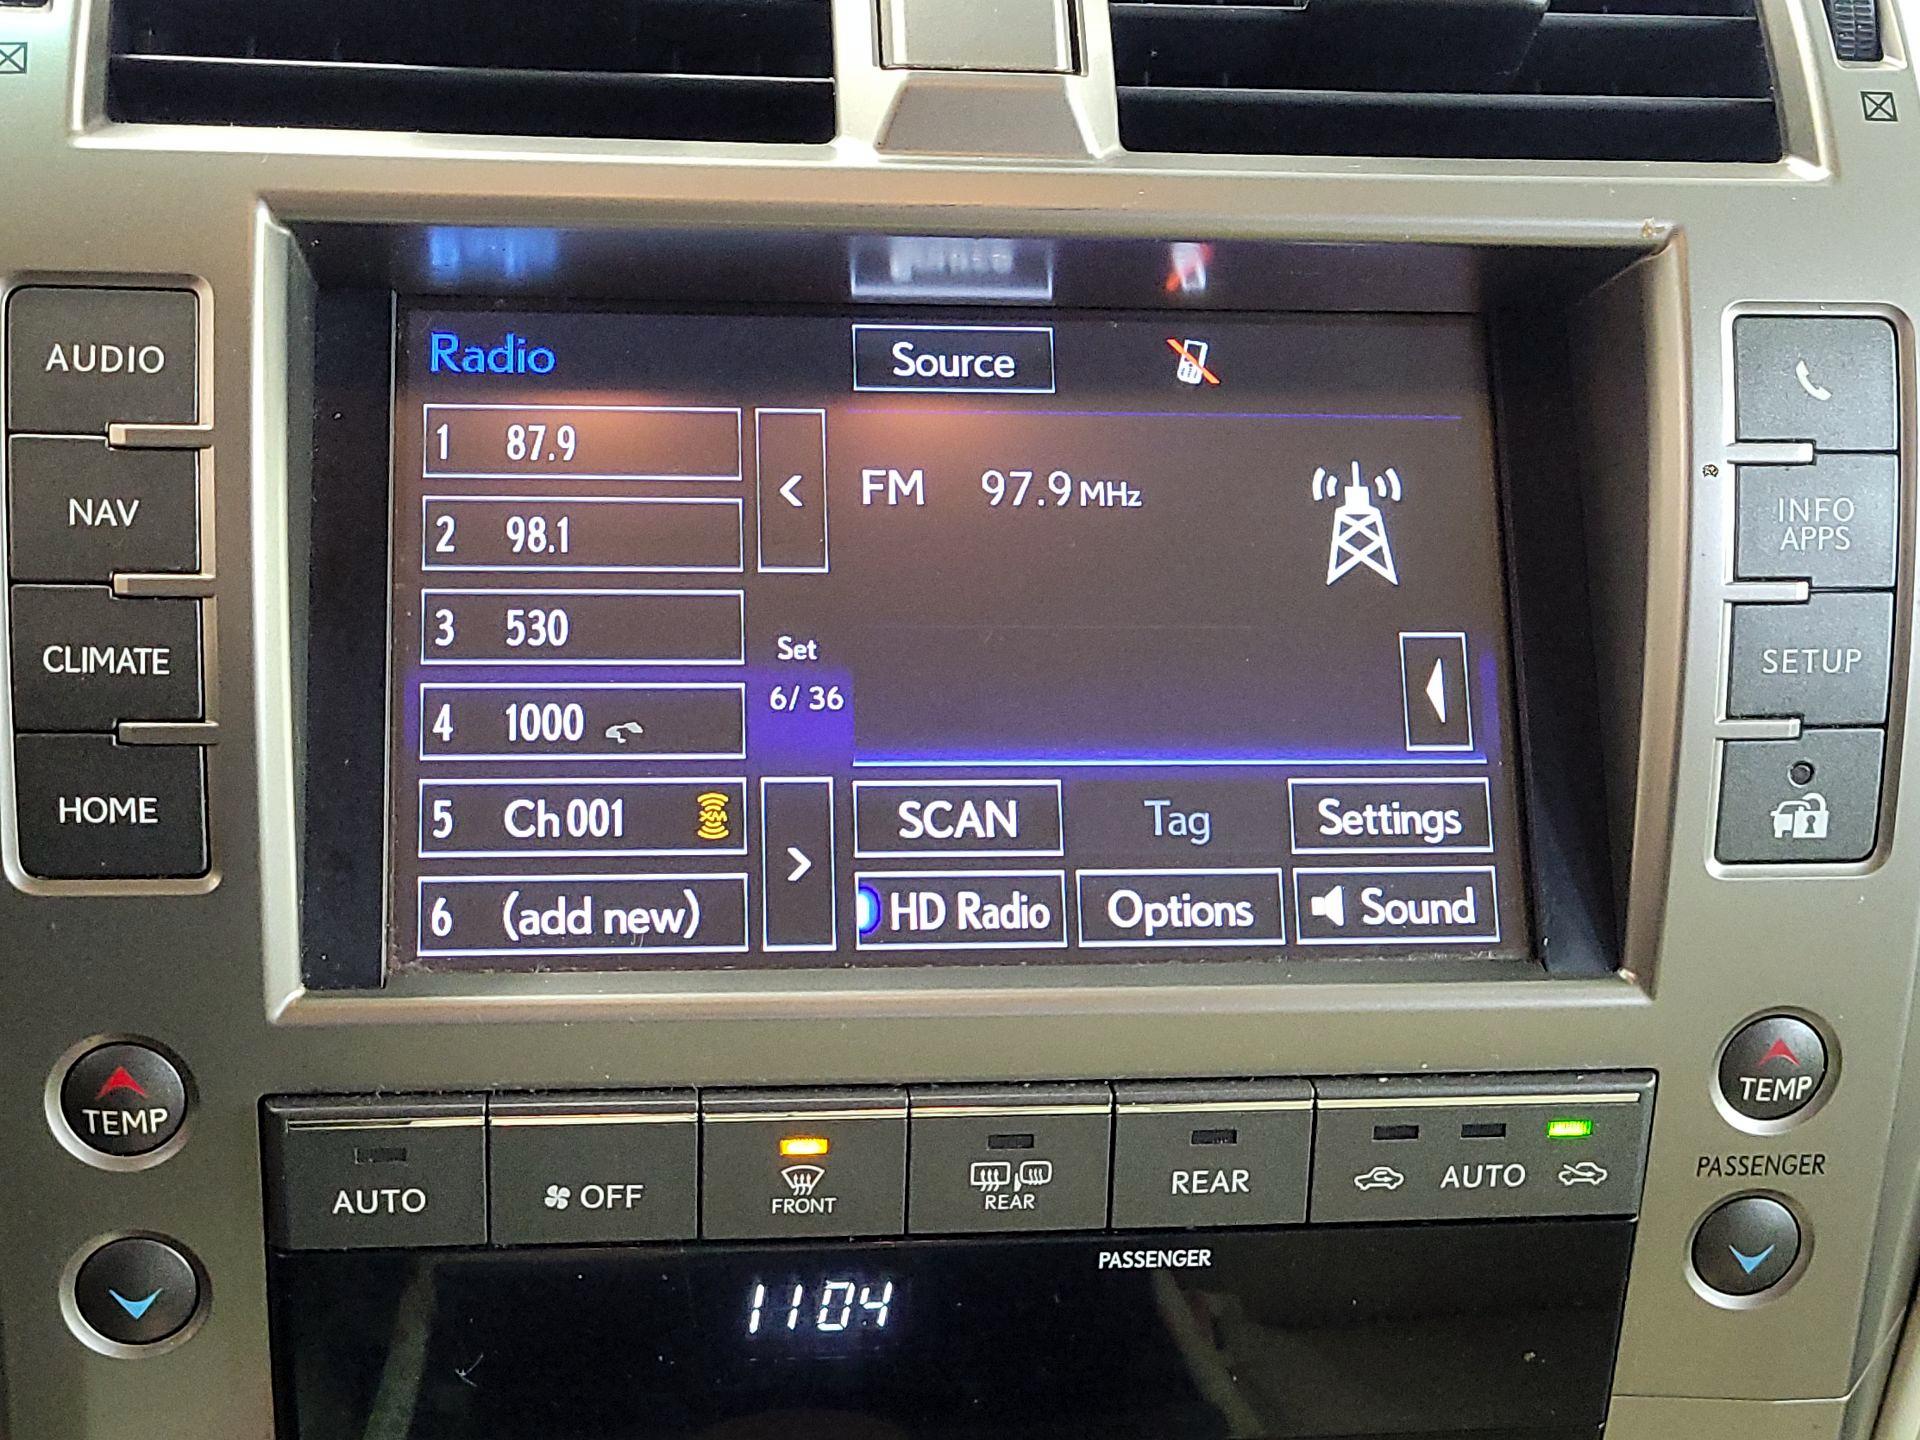 AUDIO
NAV
CLIMATE
HOME
Radio
Source
1 87.9
2 98.1
3 530
4 1000
5 Ch 001 XM
6 (add new)
<
Set
6/ 36
>
FM 97.9 MHz
SCAN
Tag
Settings
HD Radio
Options
Sound
INFO
APPS
SETUP
TEMP
AUTO
OFF
FRONT
REAR
REAR
AUTO
TEMP
PASSENGER
PASSENGER
1104